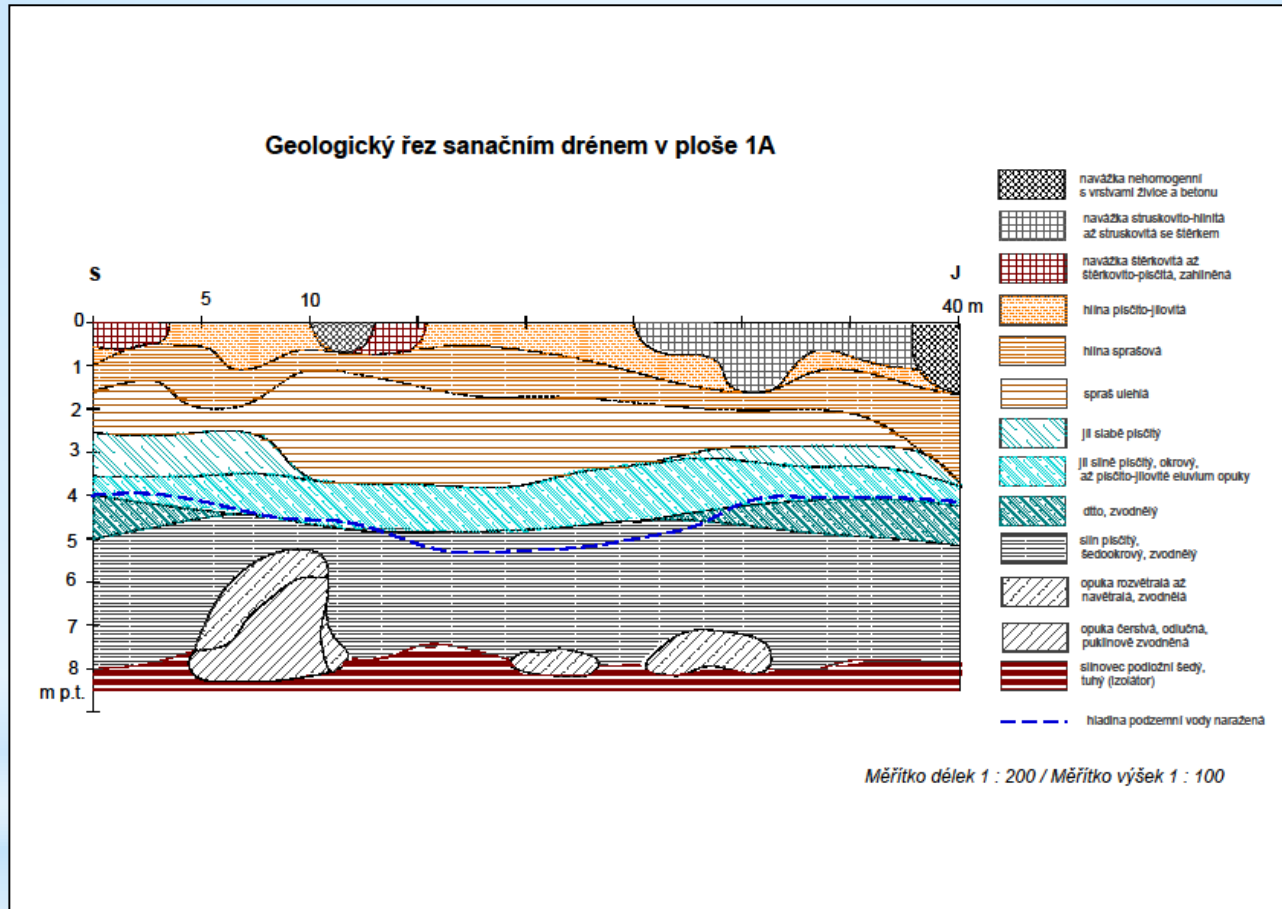 Geologický řez sanačním drénem v ploše 1A
S
J
5
10
40 m
0
1
2
3
4
5
6
7
8
m p.t.
navážka nehomogenní
s vrstvami živice a betonu
navážka struskovito-hlinitá
až struskovitá se štěrkem
navážka štěrkovitá až
štěrkovito-písčitá, zahliněná
hlína písčito-jílovitá
hlína sprašová
spraš ulehlá
jíl slabě písčitý
jíl silně písčitý, okrový,
až písčito-jílovité eluvium opuky
dtto, zvodnělý
slín písčitý,
šedookrový, zvodnělý
opuka rozvětralá až
navětralá, zvodnělá
opuka čerstvá, odlučná,
puklinově zvodněná
slínovec podložní šedý,
tuhý (izolátor)
hladina podzemní vody naražená
Měřítko délek 1 : 200 / Měřítko výšek 1 : 100